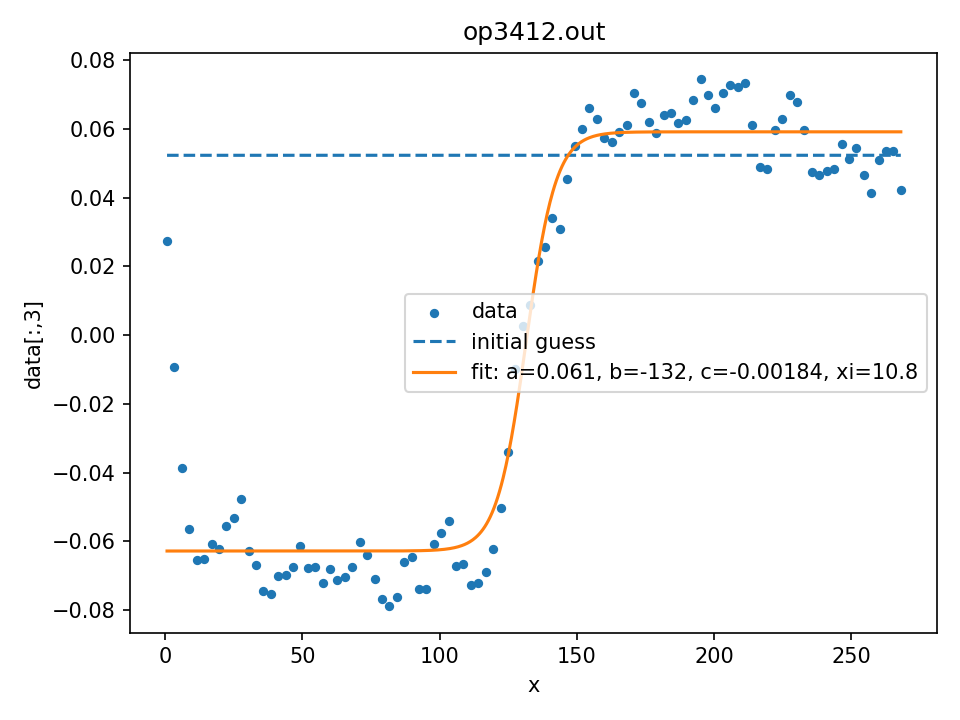 op3412.out
0.08
0.06
0.04
0.02
0.00
−0.02
−0.04
−0.06
−0.08
data[:,3]
data
initial guess
fit: a=0.061, b=-132, c=-0.00184, xi=10.8
0 50 100 150 200 250
x